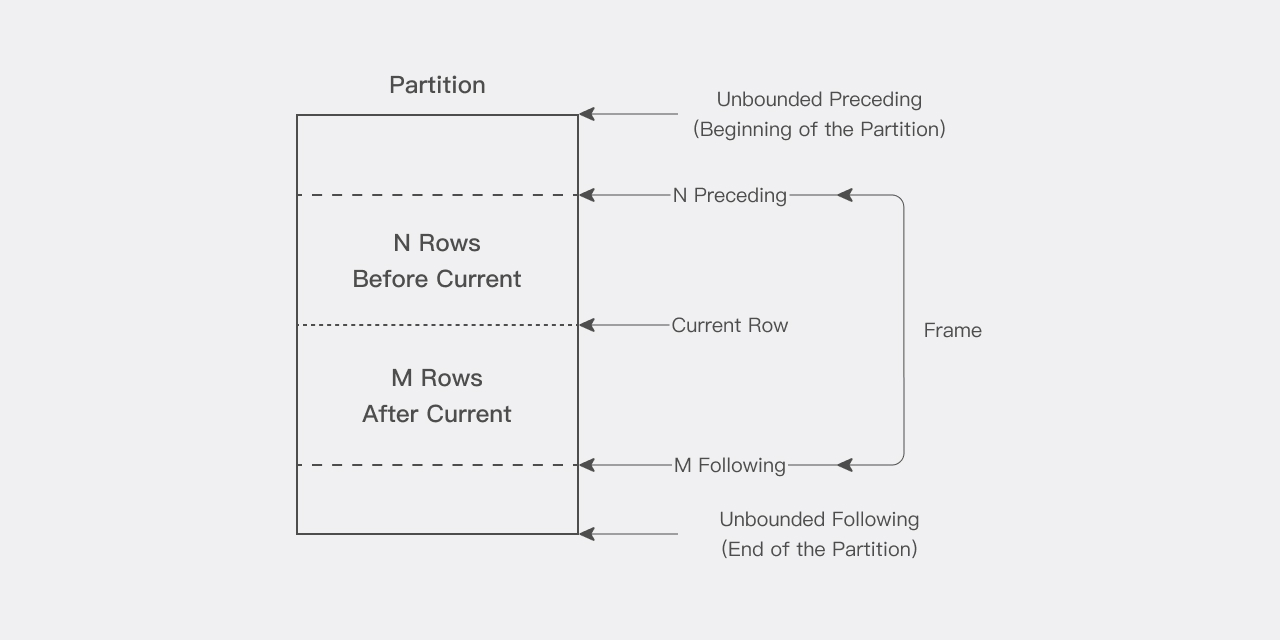 Partition
Unbounded Preceding
(Beginning of the Partition)
N Preceding
N Rows
Before Current
Current Row
Frame
M Rows
After Current
M Following
Unbounded Following
(End of the Partition)